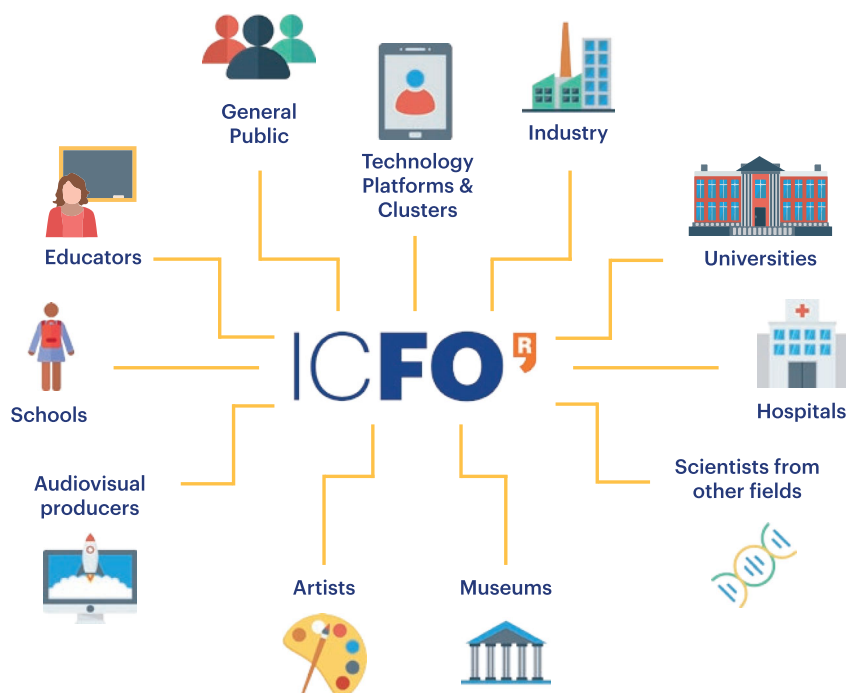 General
Public
Technology
Platforms &
Clusters
Industry
Educators
Universities
ICFO
R
Schools
Hospitals
Audiovisual
producers
Scientists from
other fields
Artists
Museums